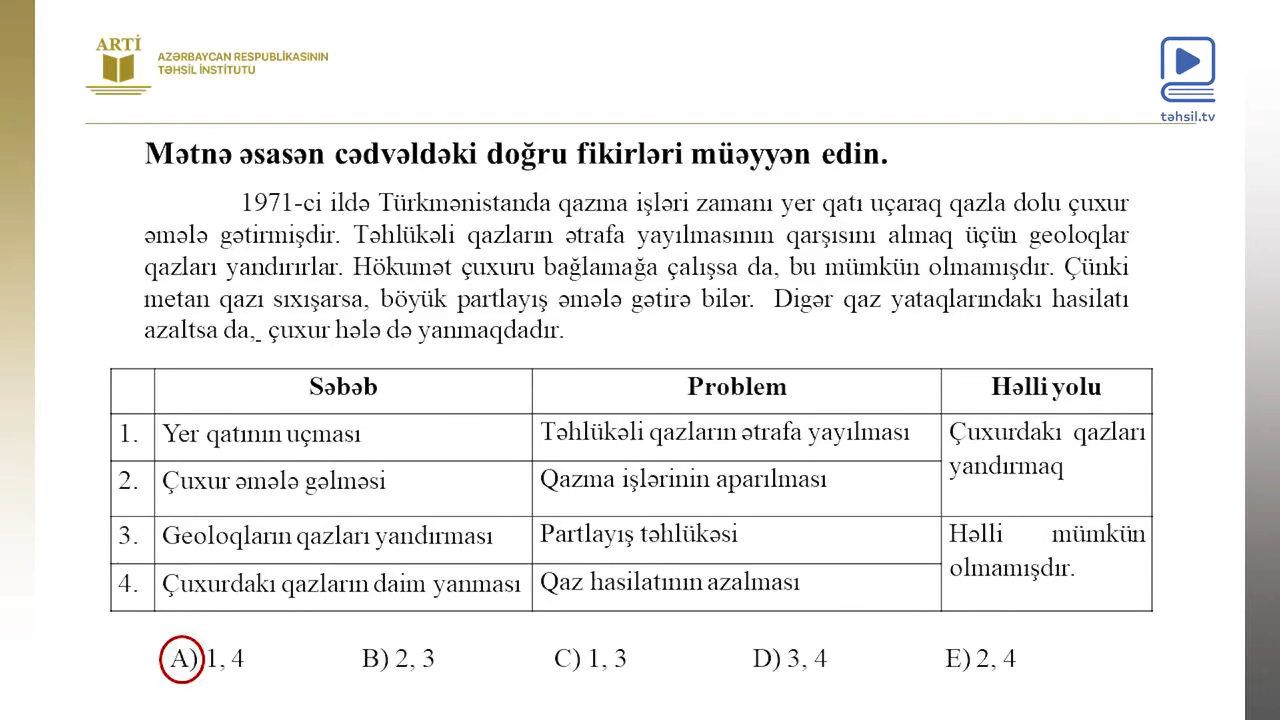 ARTİ
AZƏRBAYCAN RESPUBLİKASININ
TƏHSİL İNSTİTUTU
təhsil.tv
Mətnə əsasən cədvəldəki doğru fikirləri müəyyən edin.
1971-ci ildə Türkmənistanda qazma işləri zamanı yer qatı uçaraq qazla dolu çuxur
əmələ gətirmişdir. Təhlükəli qazların ətrafa yayılmasının qarşısını almaq üçün geoloqlar
qazları yandırırlar. Hökumət çuxuru bağlamağa çalışsa da, bu mümkün olmamışdır. Çünki
metan qazı sıxışarsa, böyük partlayış əmələ gətirə bilər. Digər qaz yataqlarındakı hasilatı
azaltsa da,_ çuxur hələ də yanmaqdadır.
Səbəb Problem Həlli yolu
1. Yer qatının uçması Təhlükəli qazların ətrafa yayılması Çuxurdakı qazları
yandırmaq
2. Çuxur əmələ gəlməsi Qazma işlərinin aparılması
3. Geoloqların qazları yandırması Partlayış təhlükəsi Həlli mümkün
olmamışdır.
4. Çuxurdakı qazların daim yanması Qaz hasilatının azalması
A) 1, 4 B) 2, 3 C) 1, 3 D) 3, 4 E) 2, 4